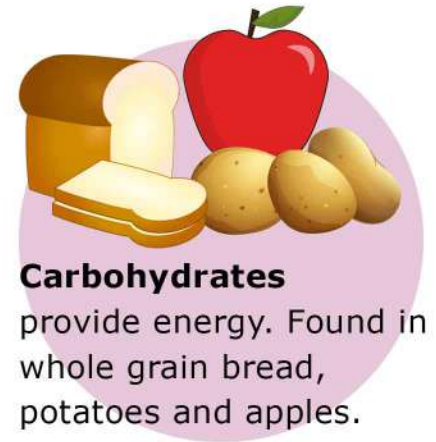 Carbohydrates
provide energy. Found in
whole grain bread,
potatoes and apples.